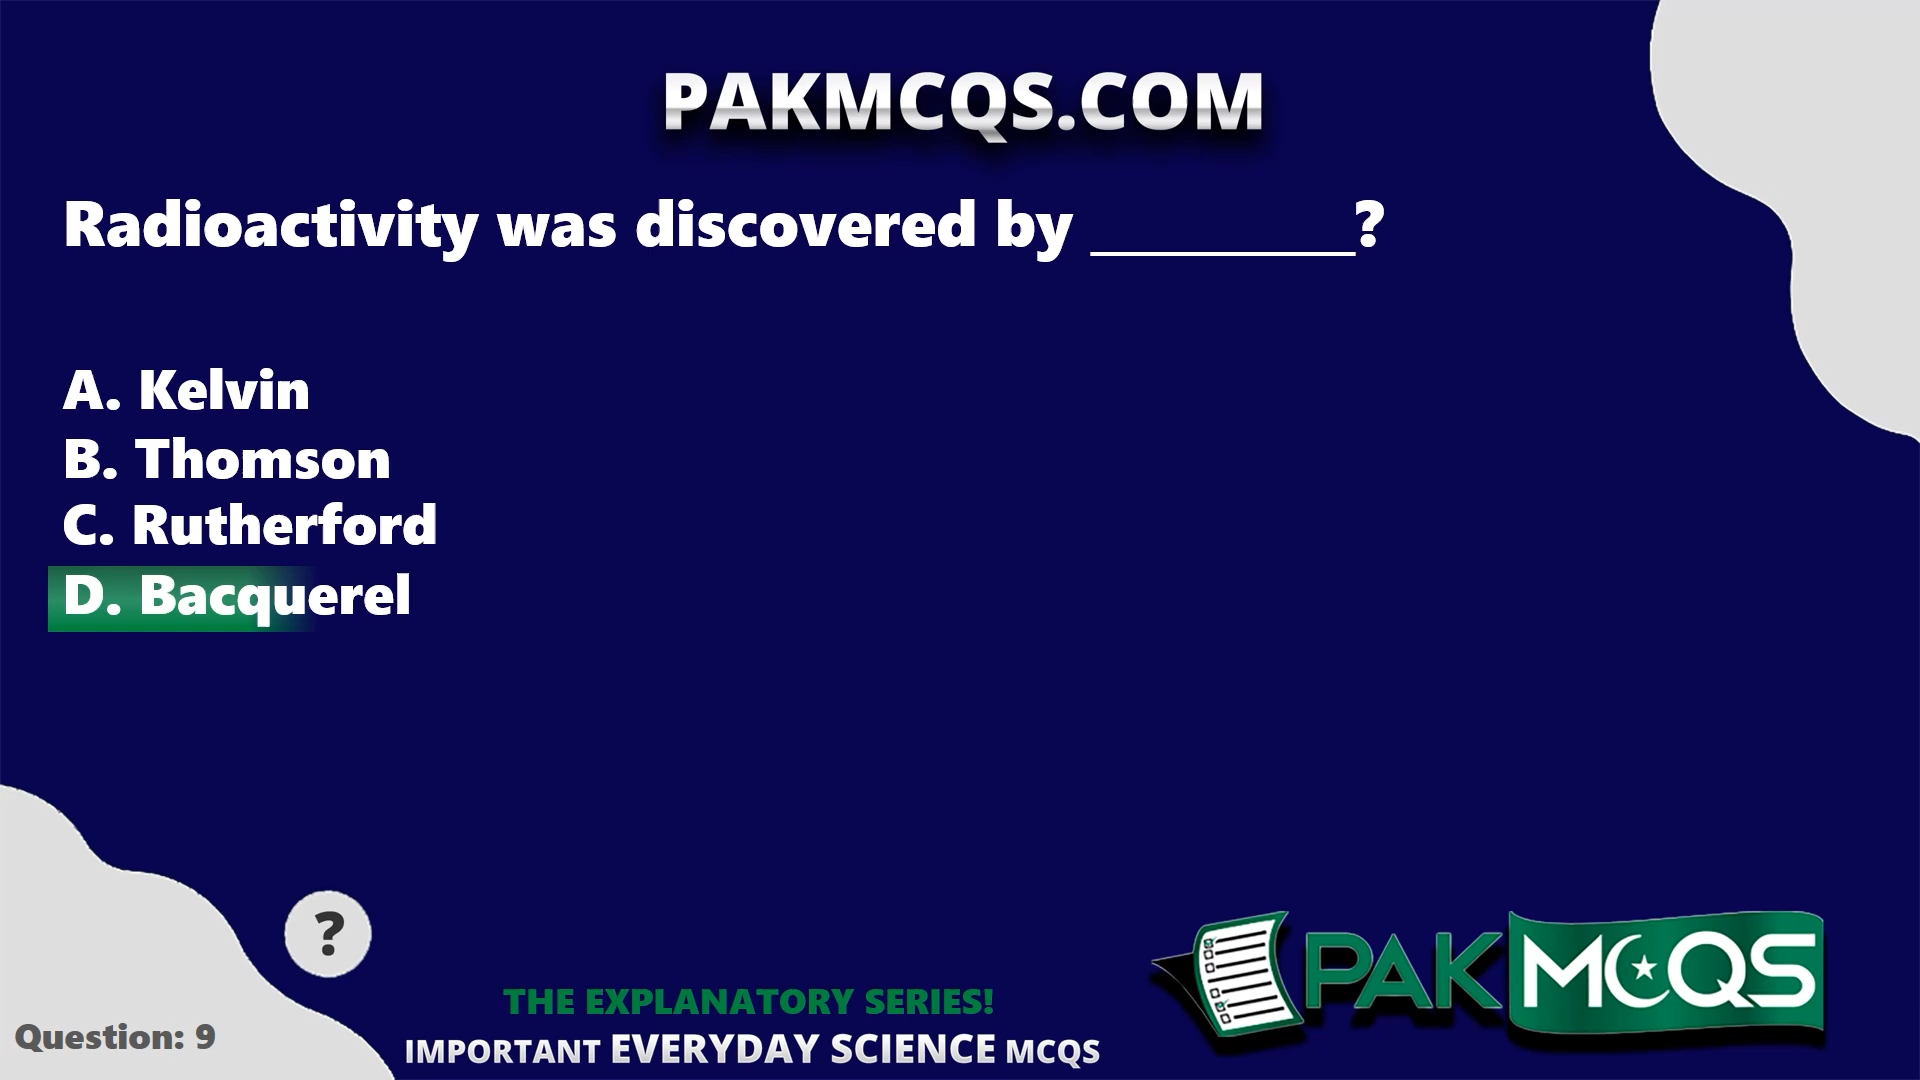 PAKMCQS.COM
Radioactivity was discovered by _________?
A. Kelvin
B. Thomson
C. Rutherford
D. Bacquerel
?
THE EXPLANATORY SERIES!
IMPORTANT EVERYDAY SCIENCE MCQS
Question: 9
PAKMCQS